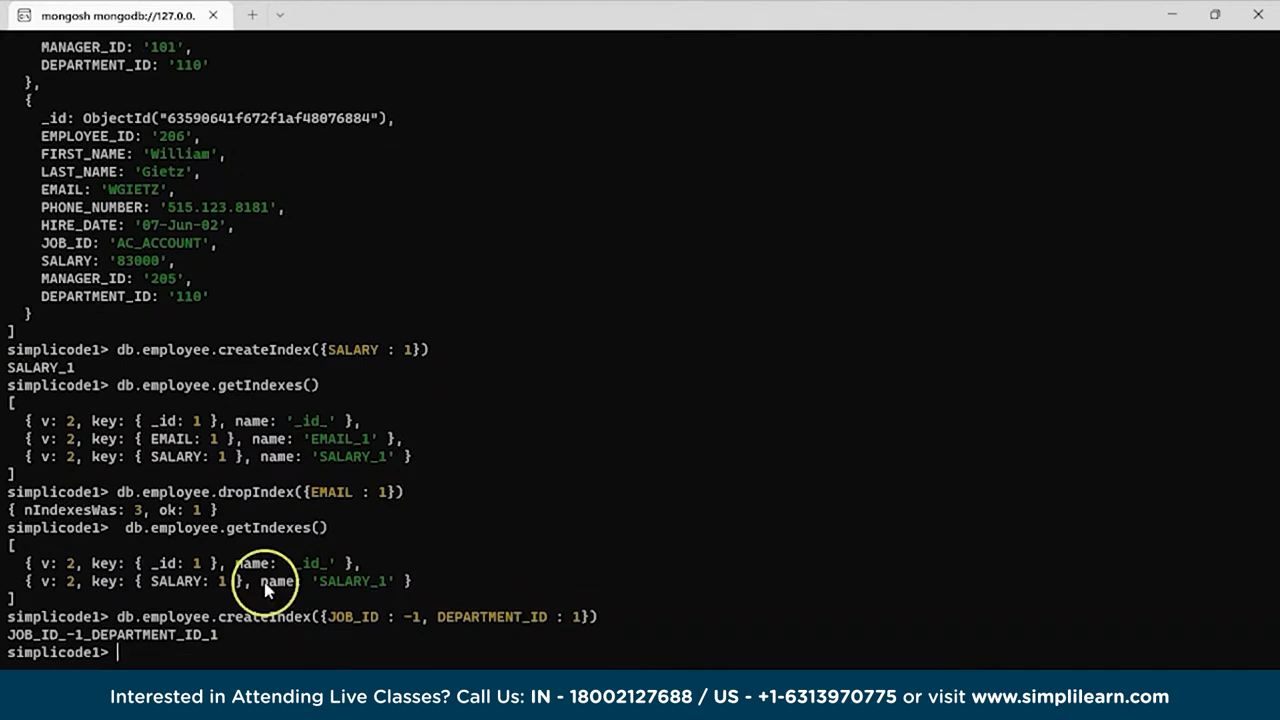 mongosh mongodb://127.0.0.
MANAGER_ID: '101',
DEPARTMENT_ID: '110'
},
{
_id: ObjectId("63590641f672f1af48076884"),
EMPLOYEE_ID: '206',
FIRST_NAME: 'William',
LAST_NAME: 'Gietz',
EMAIL: 'WGIETZ',
PHONE_NUMBER: '515.123.8181',
HIRE_DATE: '07-Jun-02',
JOB_ID: 'AC_ACCOUNT',
SALARY: '83000',
MANAGER_ID: '205',
DEPARTMENT_ID: '110'
}
]
simplicode1> db.employee.createIndex({SALARY : 1})
SALARY_1
simplicode1> db.employee.getIndexes()
[
{ v: 2, key: { _id: 1 }, name: '_id_' },
{ v: 2, key: { EMAIL: 1 }, name: 'EMAIL_1' },
{ v: 2, key: { SALARY: 1 }, name: 'SALARY_1' }
]
simplicode1> db.employee.dropIndex({EMAIL : 1})
{ nIndexesWas: 3, ok: 1 }
simplicode1>  db.employee.getIndexes()
[
{ v: 2, key: { _id: 1 }, name: '_id_' },
{ v: 2, key: { SALARY: 1 }, name: 'SALARY_1' }
]
simplicode1> db.employee.createIndex({JOB_ID : -1, DEPARTMENT_ID : 1})
JOB_ID_-1_DEPARTMENT_ID_1
simplicode1>
Interested in Attending Live Classes? Call Us: IN - 18002127688 / US - +1-6313970775 or visit www.simplilearn.com